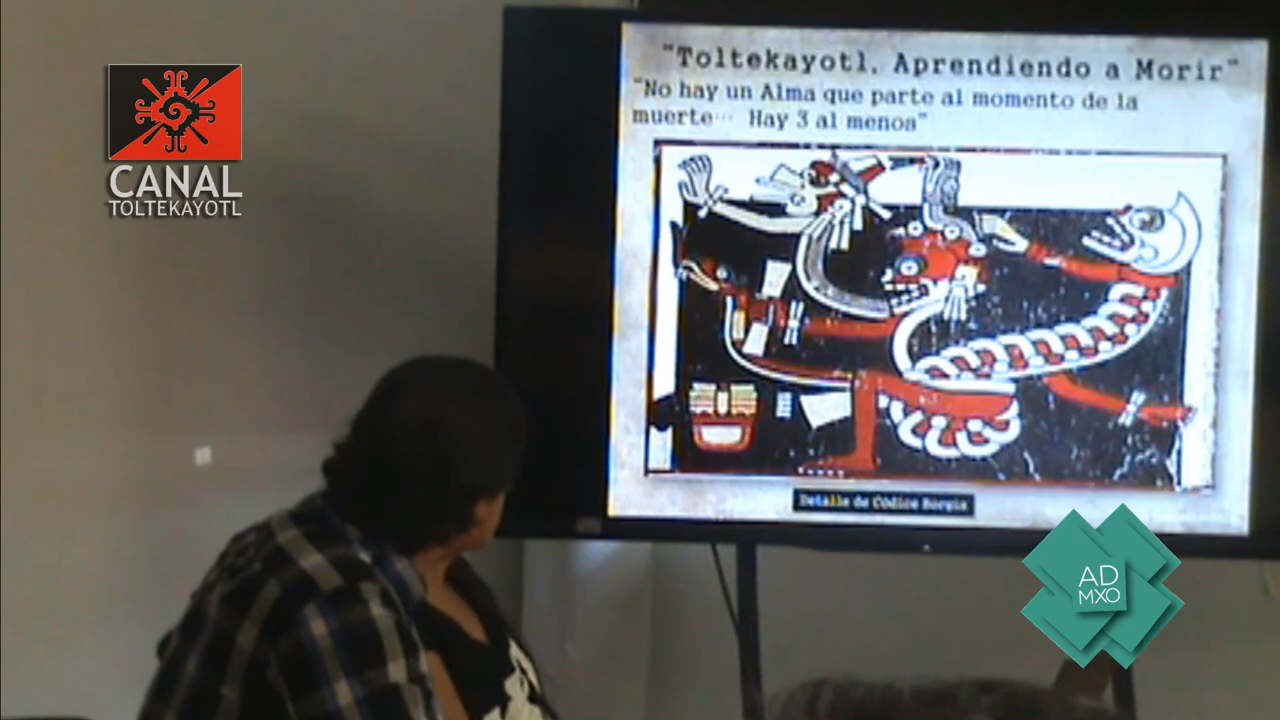 "Toltekayotl, Aprendiendo a Morir"
"No hay un Alma que parte al momento de la
muerte… Hay 3 al menos"
CANAL
TOLTEKAYOTL
Detalle de Códice Borgia
AD
MXO